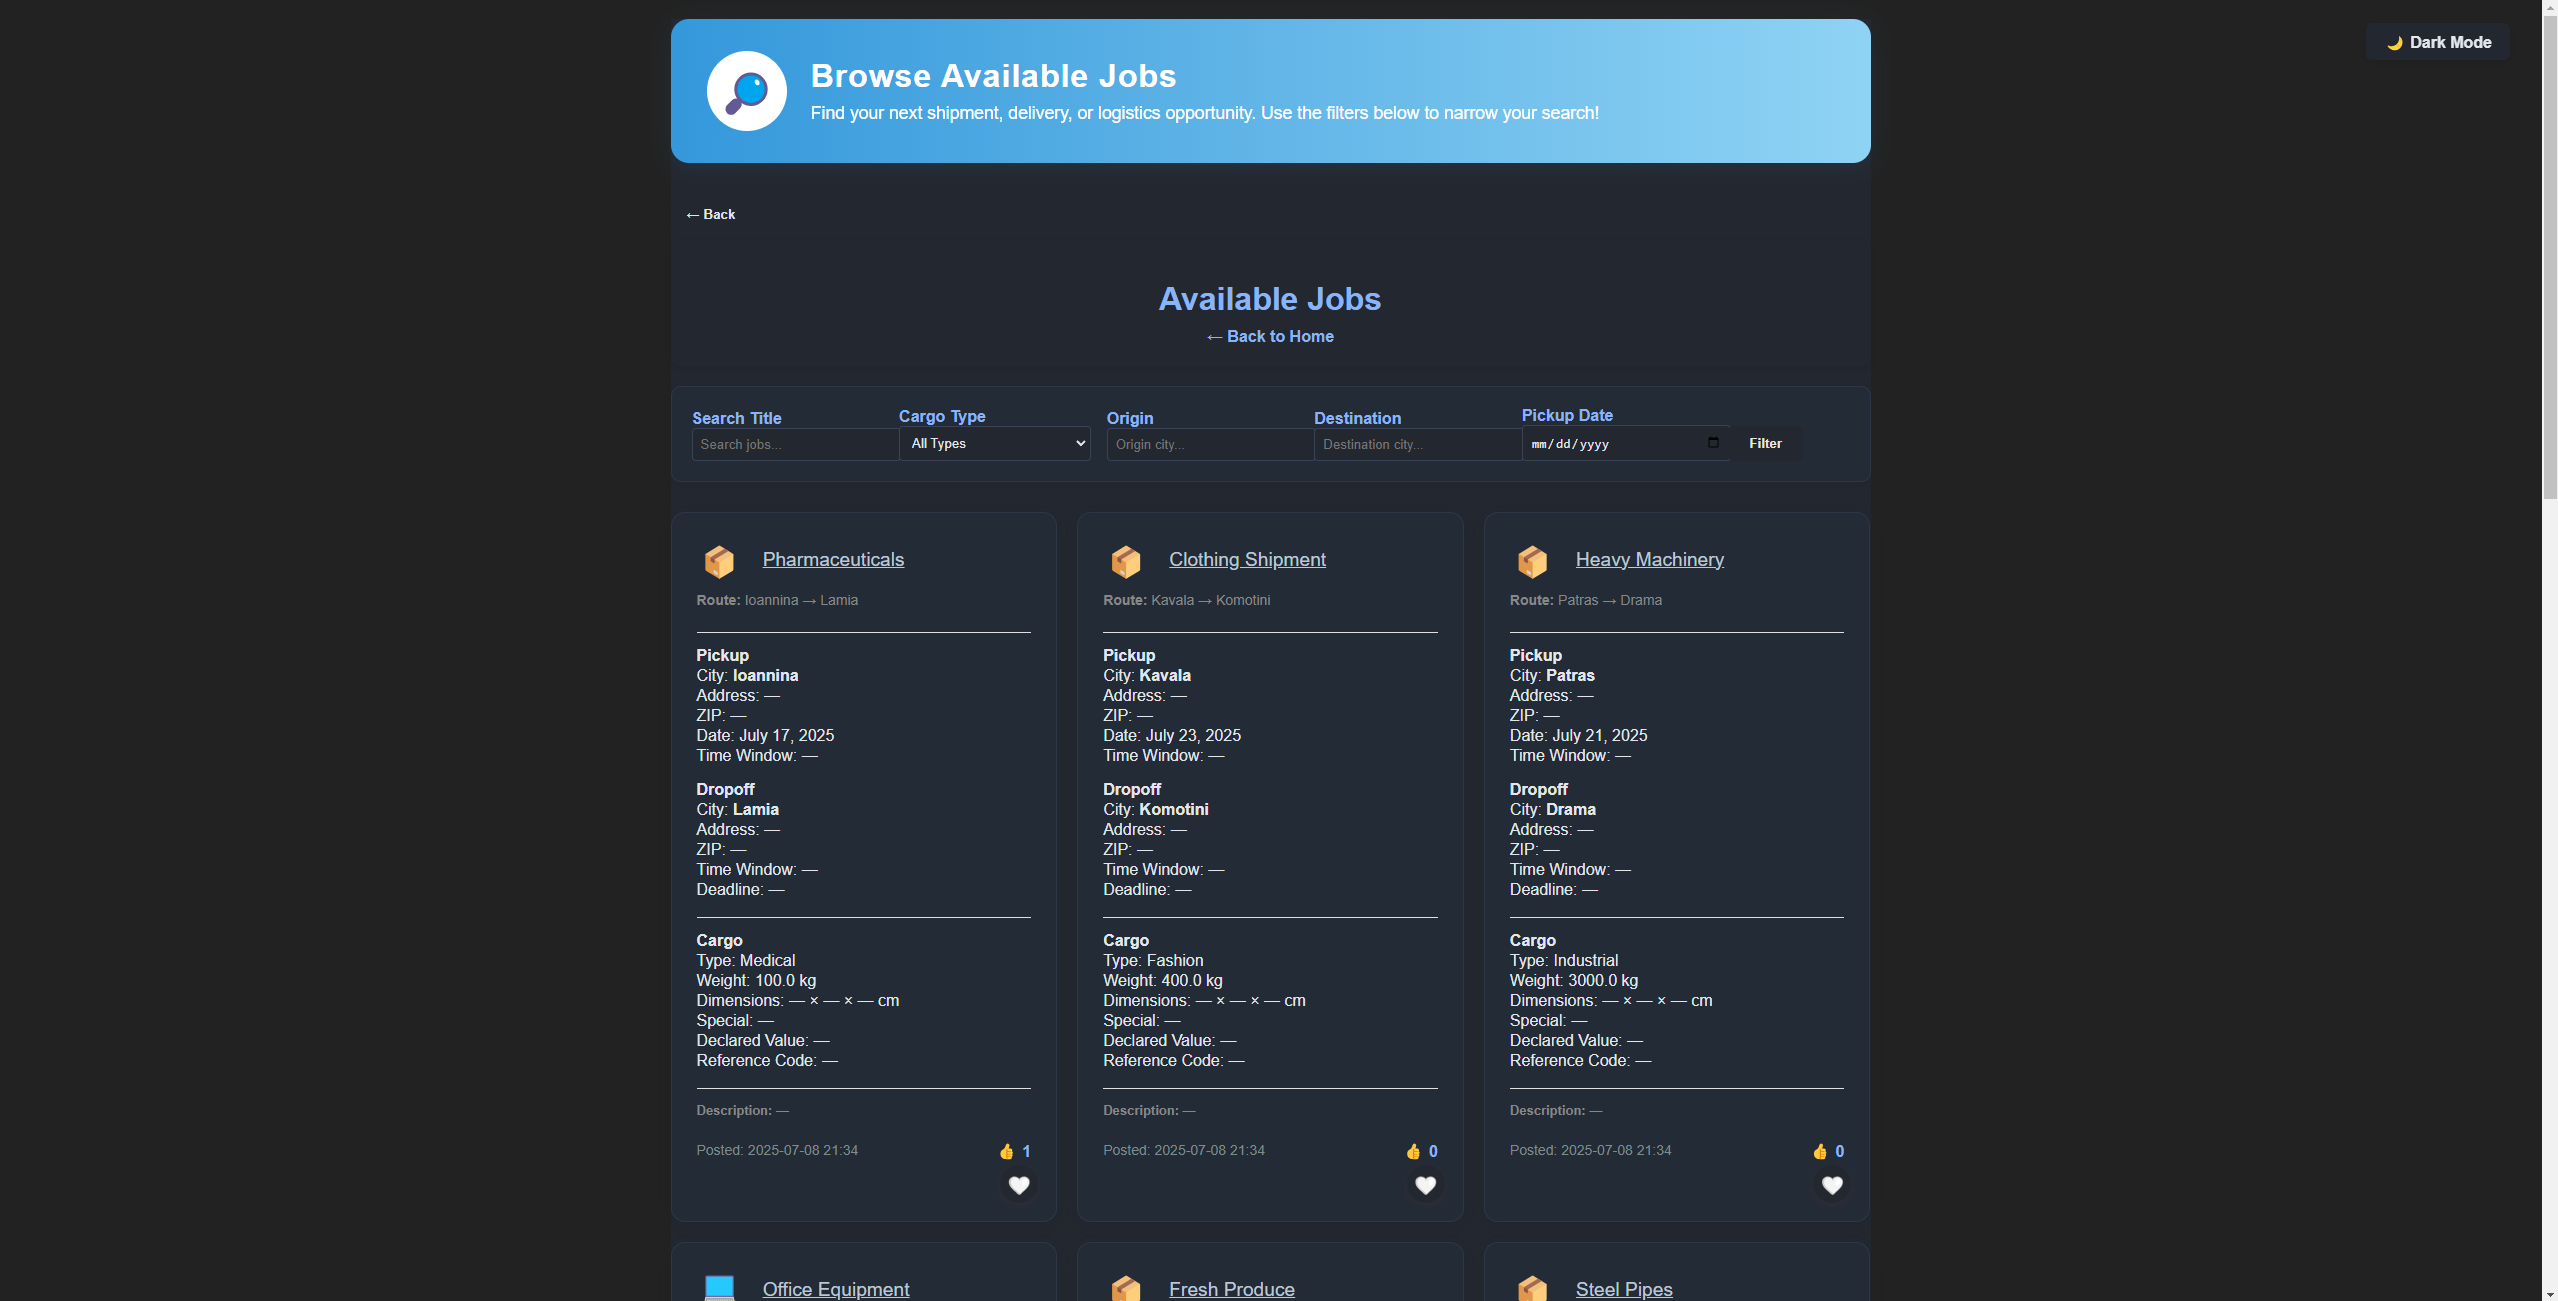 Browse Available Jobs
Find your next shipment, delivery, or logistics opportunity. Use the filters below to narrow your search!
🌙 Dark Mode
← Back
Available Jobs
← Back to Home
Search Title
Search jobs...
Cargo Type
All Types
Origin
Origin city...
Destination
Destination city...
Pickup Date
mm/dd/yyyy
Filter
Pharmaceuticals
Route: Ioannina → Lamia
Pickup
City: Ioannina
Address: —
ZIP: —
Date: July 17, 2025
Time Window: —
Dropoff
City: Lamia
Address: —
ZIP: —
Time Window: —
Deadline: —
Cargo
Type: Medical
Weight: 100.0 kg
Dimensions: — × — × — cm
Special: —
Declared Value: —
Reference Code: —
Description: —
Posted: 2025-07-08 21:34
👍 1
Clothing Shipment
Route: Kavala → Komotini
Pickup
City: Kavala
Address: —
ZIP: —
Date: July 23, 2025
Time Window: —
Dropoff
City: Komotini
Address: —
ZIP: —
Time Window: —
Deadline: —
Cargo
Type: Fashion
Weight: 400.0 kg
Dimensions: — × — × — cm
Special: —
Declared Value: —
Reference Code: —
Description: —
Posted: 2025-07-08 21:34
👍 0
Heavy Machinery
Route: Patras → Drama
Pickup
City: Patras
Address: —
ZIP: —
Date: July 21, 2025
Time Window: —
Dropoff
City: Drama
Address: —
ZIP: —
Time Window: —
Deadline: —
Cargo
Type: Industrial
Weight: 3000.0 kg
Dimensions: — × — × — cm
Special: —
Declared Value: —
Reference Code: —
Description: —
Posted: 2025-07-08 21:34
👍 0
Office Equipment
Fresh Produce
Steel Pipes